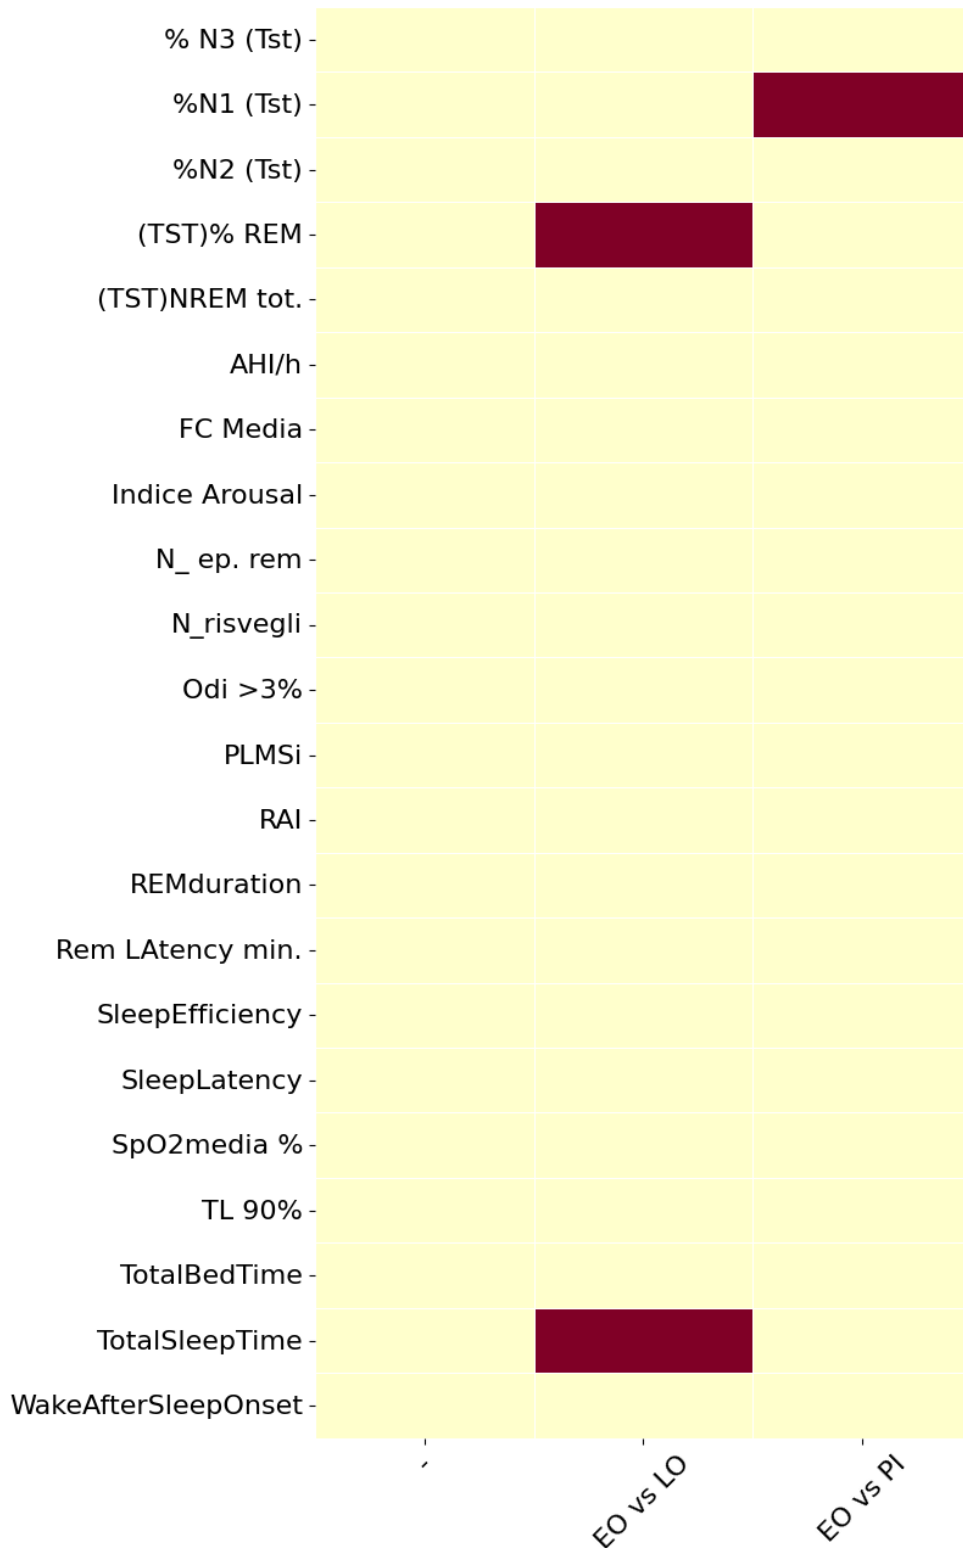 % N3 (Tst)
%N1 (Tst)
%N2 (Tst)
(TST)% REM
(TST)NREM tot.
AHI/h
FC Media
Indice Arousal
N_ ep. rem
N_risvegli
Odi >3%
PLMSi
RAI
REMduration
Rem LAtency min.
SleepEfficiency
SleepLatency
SpO2media %
TL 90%
TotalBedTime
TotalSleepTime
WakeAfterSleepOnset
-
EO vs LO
EO vs PI